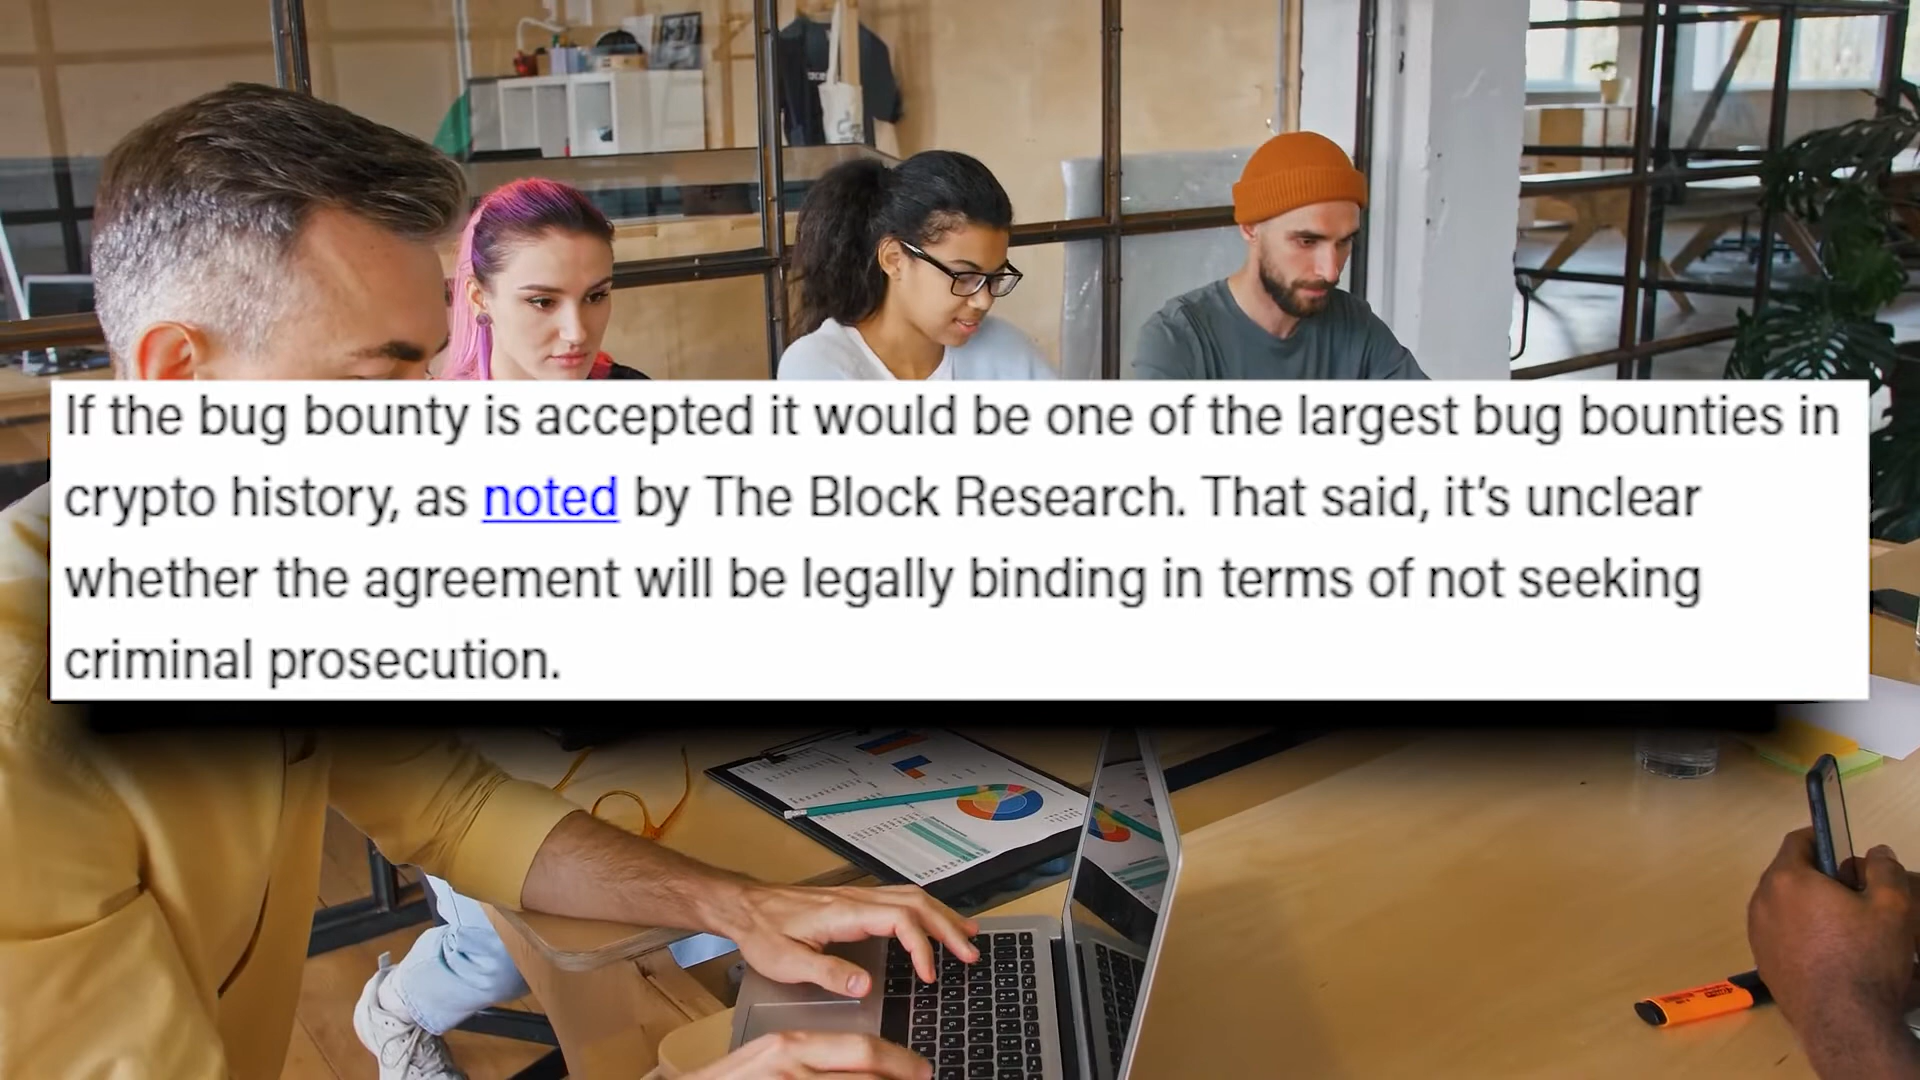 If the bug bounty is accepted it would be one of the largest bug bounties in
crypto history, as noted by The Block Research. That said, it's unclear
whether the agreement will be legally binding in terms of not seeking
criminal prosecution.